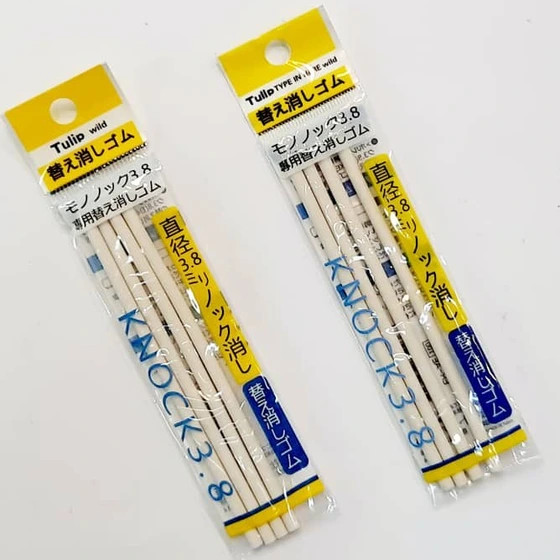 Tulip wild
替え消しゴム
モノノック3.8
専用替え消しゴム
直径3.8ミリノック消し
替え消しゴム
KNOCK3.8
Tulip TYPE IN TUBE wild
替え消しゴム
モノノック3.8
専用替え消しゴム
直径3.8ミリノック消し
替え消しゴム
KNOCK3.8